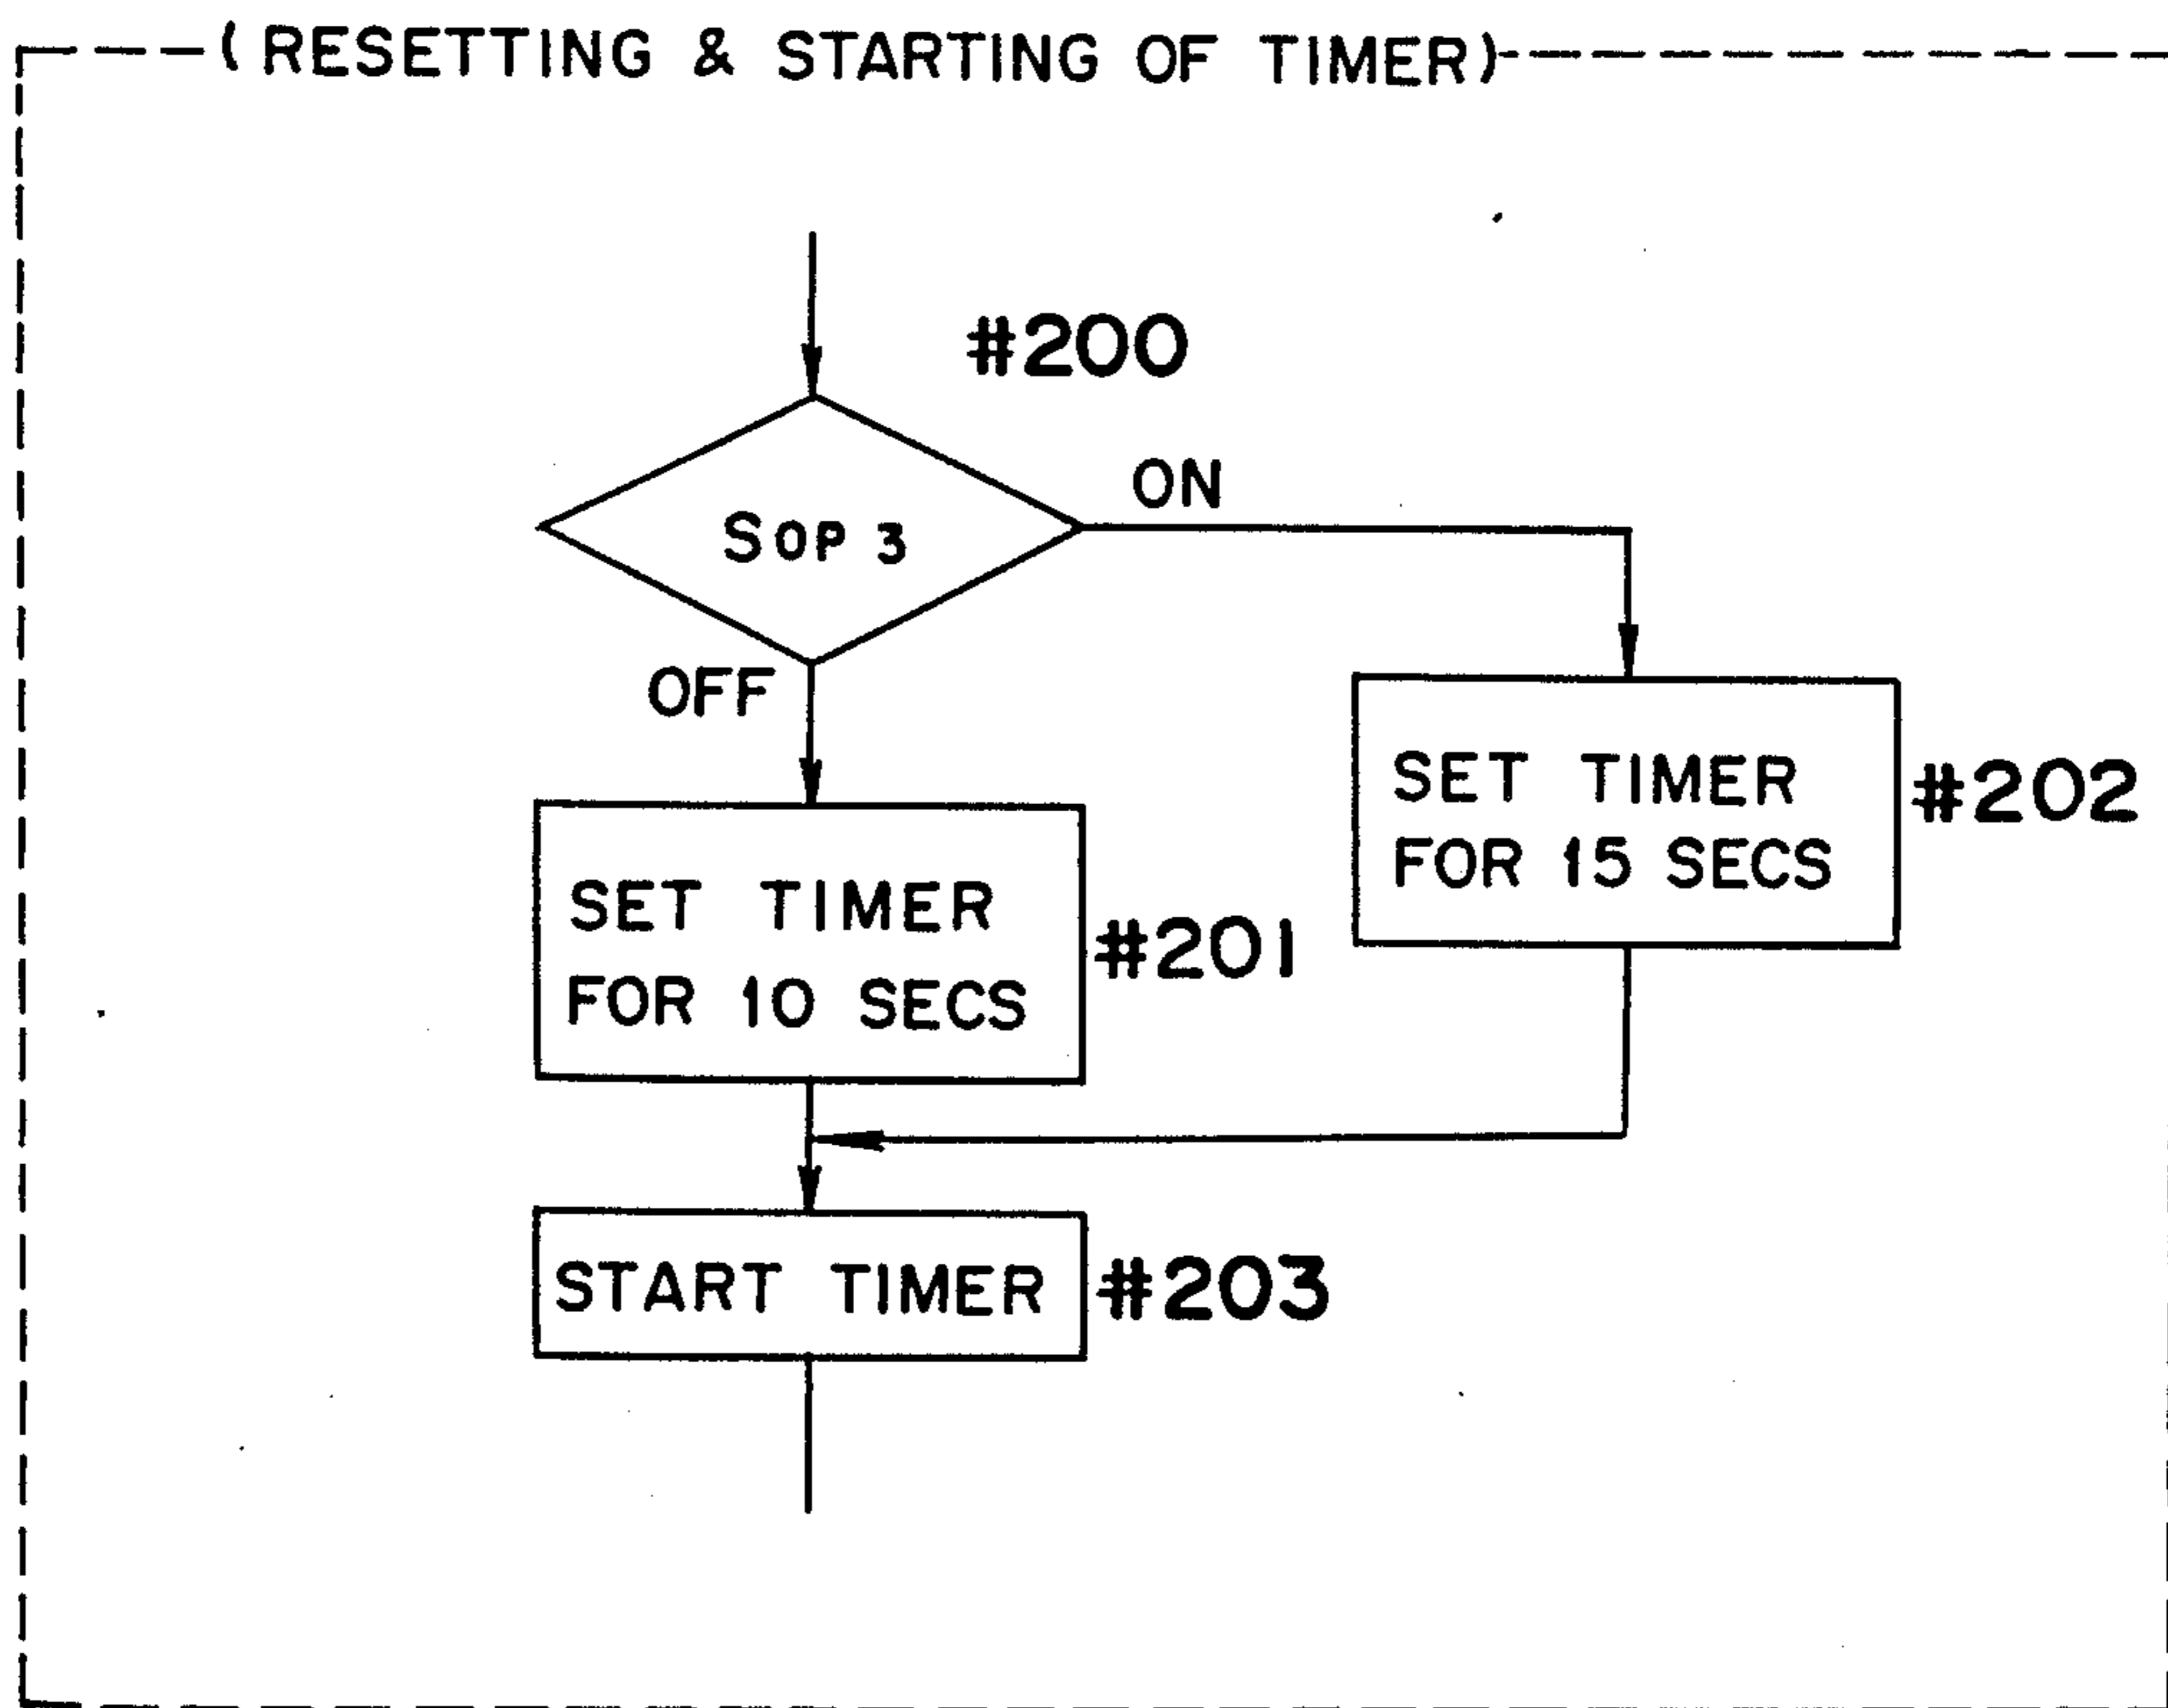 (RESETTING & STARTING OF TIMER)
#200
SOP 3
ON
OFF
SET TIMER
FOR 15 SECS
#202
SET TIMER
FOR 10 SECS
#201
START TIMER
#203